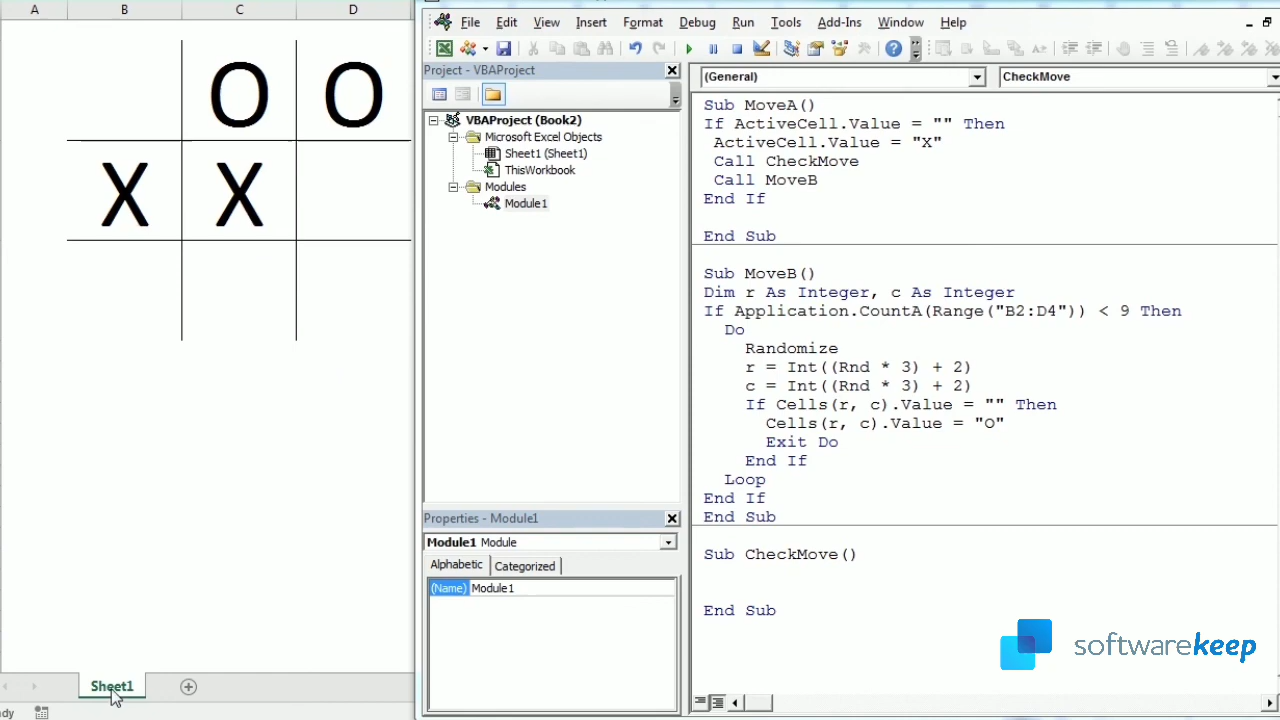 A B C D
O O
X X
Sheet1
dy
File Edit View Insert Format Debug Run Tools Add-Ins Window Help
Project - VBAProject
VBAProject (Book2)
Microsoft Excel Objects
Sheet1 (Sheet1)
ThisWorkbook
Modules
Module1
Properties - Module1
Module1 Module
Alphabetic Categorized
(Name) Module1
(General) CheckMove
Sub MoveA()
If ActiveCell.Value = "" Then
ActiveCell.Value = "X"
Call CheckMove
Call MoveB
End If
End Sub
Sub MoveB()
Dim r As Integer, c As Integer
If Application.CountA(Range("B2:D4")) < 9 Then
Do
Randomize
r = Int((Rnd * 3) + 2)
c = Int((Rnd * 3) + 2)
If Cells(r, c).Value = "" Then
Cells(r, c).Value = "O"
Exit Do
End If
Loop
End If
End Sub
Sub CheckMove()
End Sub
softwarekeep